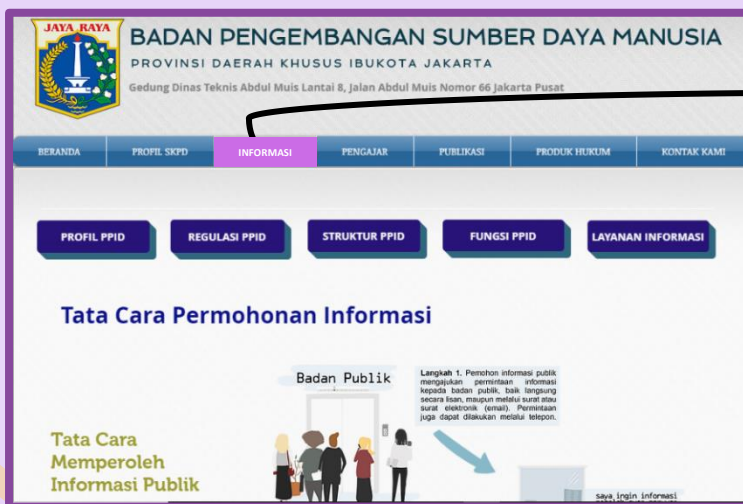 JAYA RAYA
BADAN PENGEMBANGAN SUMBER DAYA MANUSIA
PROVINSI DAERAH KHUSUS IBUKOTA JAKARTA
Gedung Dinas Teknis Abdul Muis Lantai 8, Jalan Abdul Muis Nomor 66 Jakarta Pusat
BERANDA PROFIL SKPD INFORMASI PENGAJAR PUBLIKASI PRODUK HUKUM KONTAK KAMI
PROFIL PPID REGULASI PPID STRUKTUR PPID FUNGSI PPID LAYANAN INFORMASI
Tata Cara Permohonan Informasi
Badan Publik
Langkah 1. Pemohon informasi publik
mengajukan permintaan informasi
kepada badan publik, baik langsung
secara lisan, maupun melalui surat atau
surat elektronik (email). Permintaan
juga dapat dilakukan melalui telepon.
Tata Cara
Memperoleh
Informasi Publik
saya ingin informasi